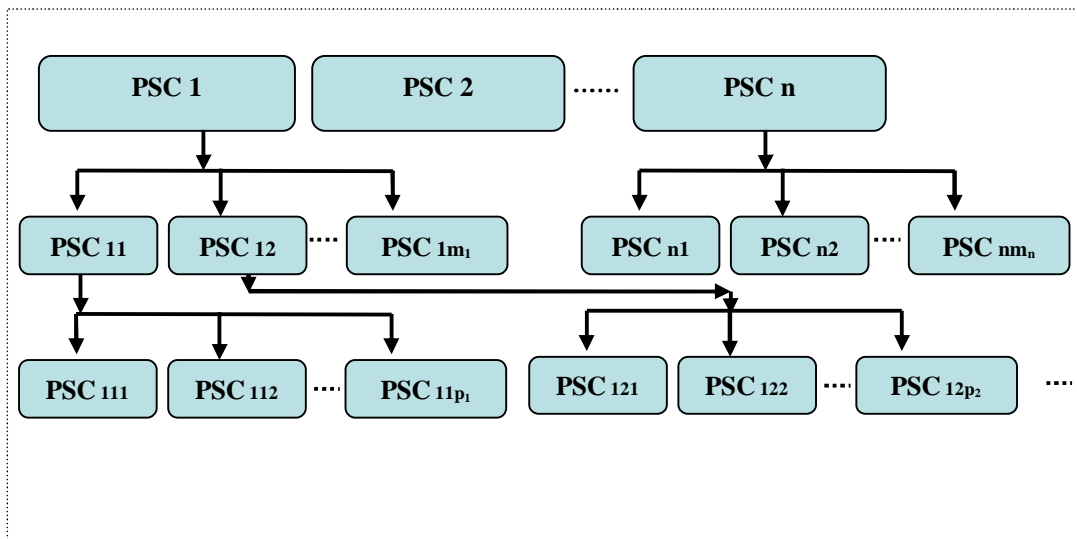 PSC 1 PSC 2 ...... PSC n
PSC 11 PSC 12 ..... PSC 1m₁ PSC n1 PSC n2 ..... PSC nmₙ
PSC 111 PSC 112 ..... PSC 11p₁ PSC 121 PSC 122 ..... PSC 12p₂ .....